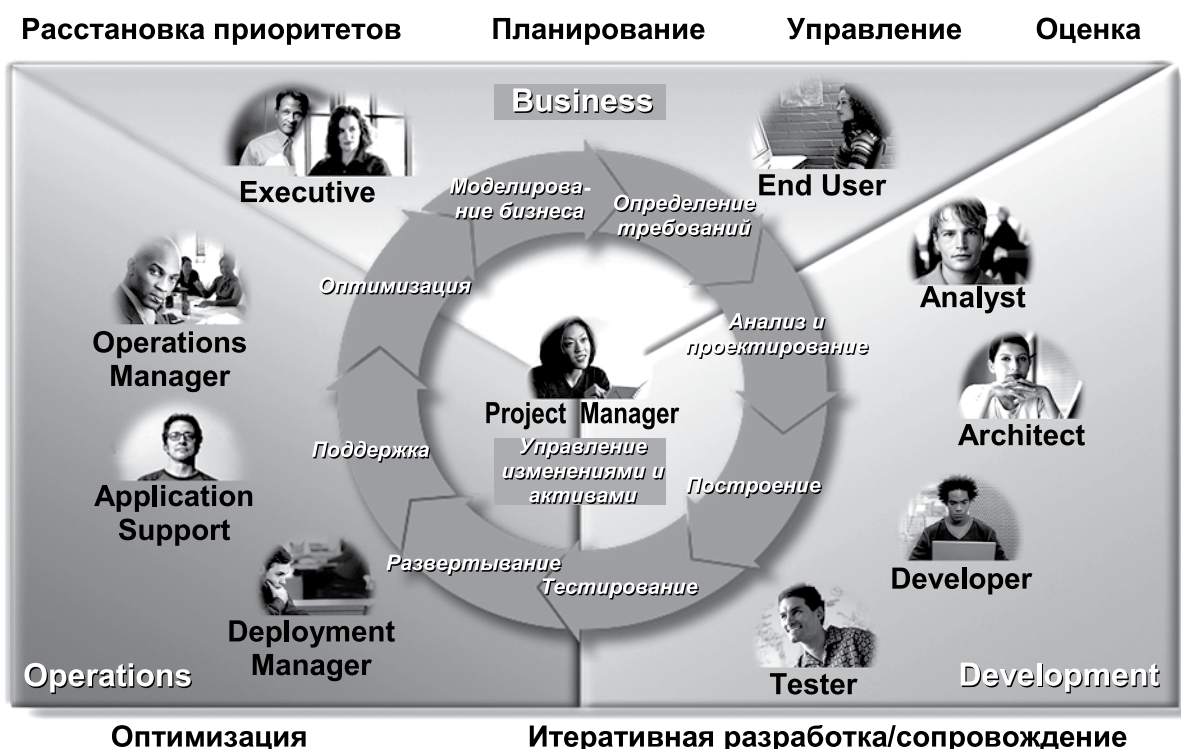 Расстановка приоритетов Планирование Управление Оценка
Business
Executive
End User
Моделирова-
ние бизнеса
Определение
требований
Analyst
Оптимизация
Анализ и
проектирование
Operations
Manager
Project Manager
Architect
Управление
изменениями и
активами
Поддержка
Построение
Application
Support
Developer
Развертывание
Тестирование
Deployment
Manager
Tester
Operations
Development
Оптимизация
Итеративная разработка/сопровождение